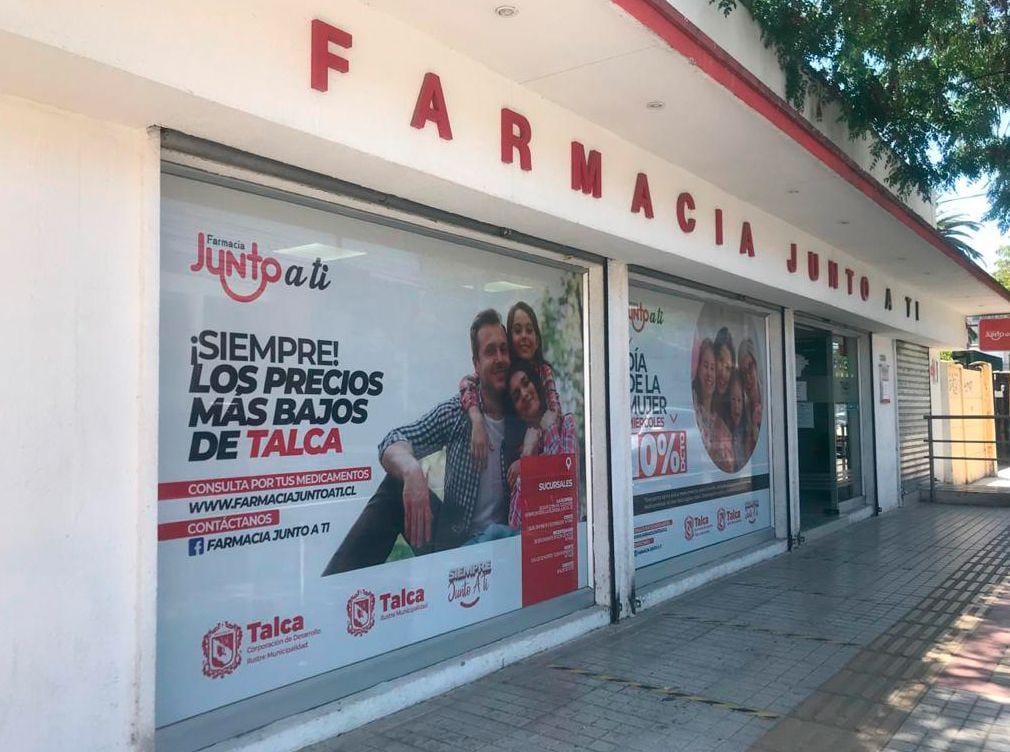 FARMACIA JUNTO A TI
Farmacia
Junto a ti
¡SIEMPRE!
LOS PRECIOS
MÁS BAJOS
DE TALCA
CONSULTA POR TUS MEDICAMENTOS
WWW.FARMACIAJUNTOATI.CL
CONTÁCTANOS
FARMACIA JUNTO A TI
SUCURSALES
Talca
Corporación de Desarrollo
Ilustre Municipalidad
Talca
Ilustre Municipalidad
SIEMPRE
Junto A ti
Junto a ti
DÍA
DE LA
MUJER
MIÉRCOLES
10%
Talca
Talca